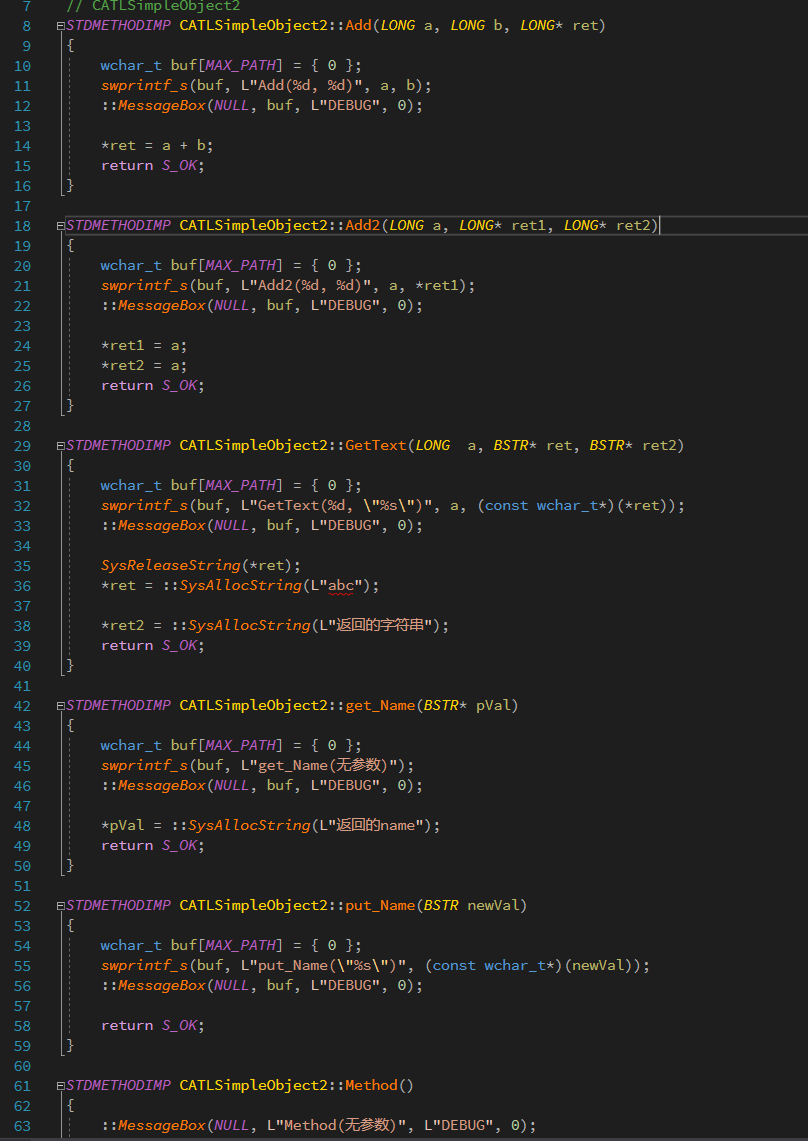 7 // CATLSimpleObject2
8 STDMETHODIMP CATLSimpleObject2::Add(LONG a, LONG b, LONG* ret)
9 {
10 wchar_t buf[MAX_PATH] = { 0 };
11 swprintf_s(buf, L"Add(%d, %d)", a, b);
12 ::MessageBox(NULL, buf, L"DEBUG", 0);
13
14 *ret = a + b;
15 return S_OK;
16 }
17
18 STDMETHODIMP CATLSimpleObject2::Add2(LONG a, LONG* ret1, LONG* ret2)
19 {
20 wchar_t buf[MAX_PATH] = { 0 };
21 swprintf_s(buf, L"Add2(%d, %d)", a, *ret1);
22 ::MessageBox(NULL, buf, L"DEBUG", 0);
23
24 *ret1 = a;
25 *ret2 = a;
26 return S_OK;
27 }
28
29 STDMETHODIMP CATLSimpleObject2::GetText(LONG  a, BSTR* ret, BSTR* ret2)
30 {
31 wchar_t buf[MAX_PATH] = { 0 };
32 swprintf_s(buf, L"GetText(%d, \"%s\")", a, (const wchar_t*)(*ret));
33 ::MessageBox(NULL, buf, L"DEBUG", 0);
34
35 SysReleaseString(*ret);
36 *ret = ::SysAllocString(L"abc");
37
38 *ret2 = ::SysAllocString(L"返回的字符串");
39 return S_OK;
40 }
41
42 STDMETHODIMP CATLSimpleObject2::get_Name(BSTR* pVal)
43 {
44 wchar_t buf[MAX_PATH] = { 0 };
45 swprintf_s(buf, L"get_Name(无参数)");
46 ::MessageBox(NULL, buf, L"DEBUG", 0);
47
48 *pVal = ::SysAllocString(L"返回的name");
49 return S_OK;
50 }
51
52 STDMETHODIMP CATLSimpleObject2::put_Name(BSTR newVal)
53 {
54 wchar_t buf[MAX_PATH] = { 0 };
55 swprintf_s(buf, L"put_Name(\"%s\")", (const wchar_t*)(newVal));
56 ::MessageBox(NULL, buf, L"DEBUG", 0);
57
58 return S_OK;
59 }
60
61 STDMETHODIMP CATLSimpleObject2::Method()
62 {
63 ::MessageBox(NULL, L"Method(无参数)", L"DEBUG", 0);